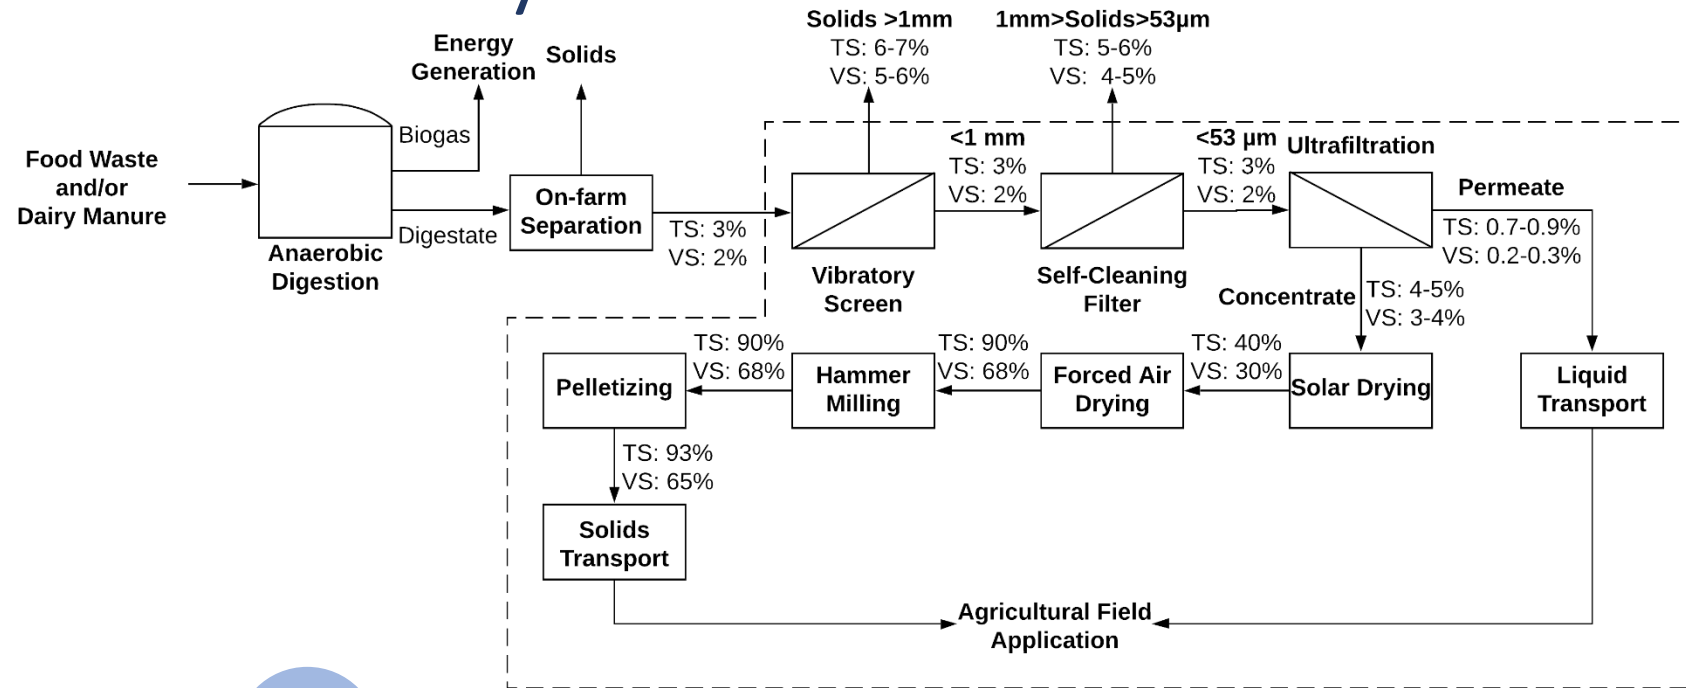 Solids >1mm
TS: 6-7%
VS: 5-6%
1mm>Solids>53µm
TS: 5-6%
VS:  4-5%
Energy
Generation
Solids
Biogas
Food Waste
and/or
Dairy Manure
Anaerobic
Digestion
Digestate
On-farm
Separation
TS: 3%
VS: 2%
Vibratory
Screen
<1 mm
TS: 3%
VS: 2%
Self-Cleaning
Filter
<53 µm
TS: 3%
VS: 2%
Ultrafiltration
Permeate
TS: 0.7-0.9%
VS: 0.2-0.3%
Concentrate
TS: 4-5%
VS: 3-4%
Liquid
Transport
Solar Drying
TS: 40%
VS: 30%
Forced Air
Drying
TS: 90%
VS: 68%
Hammer
Milling
TS: 90%
VS: 68%
Pelletizing
TS: 93%
VS: 65%
Solids
Transport
Agricultural Field
Application